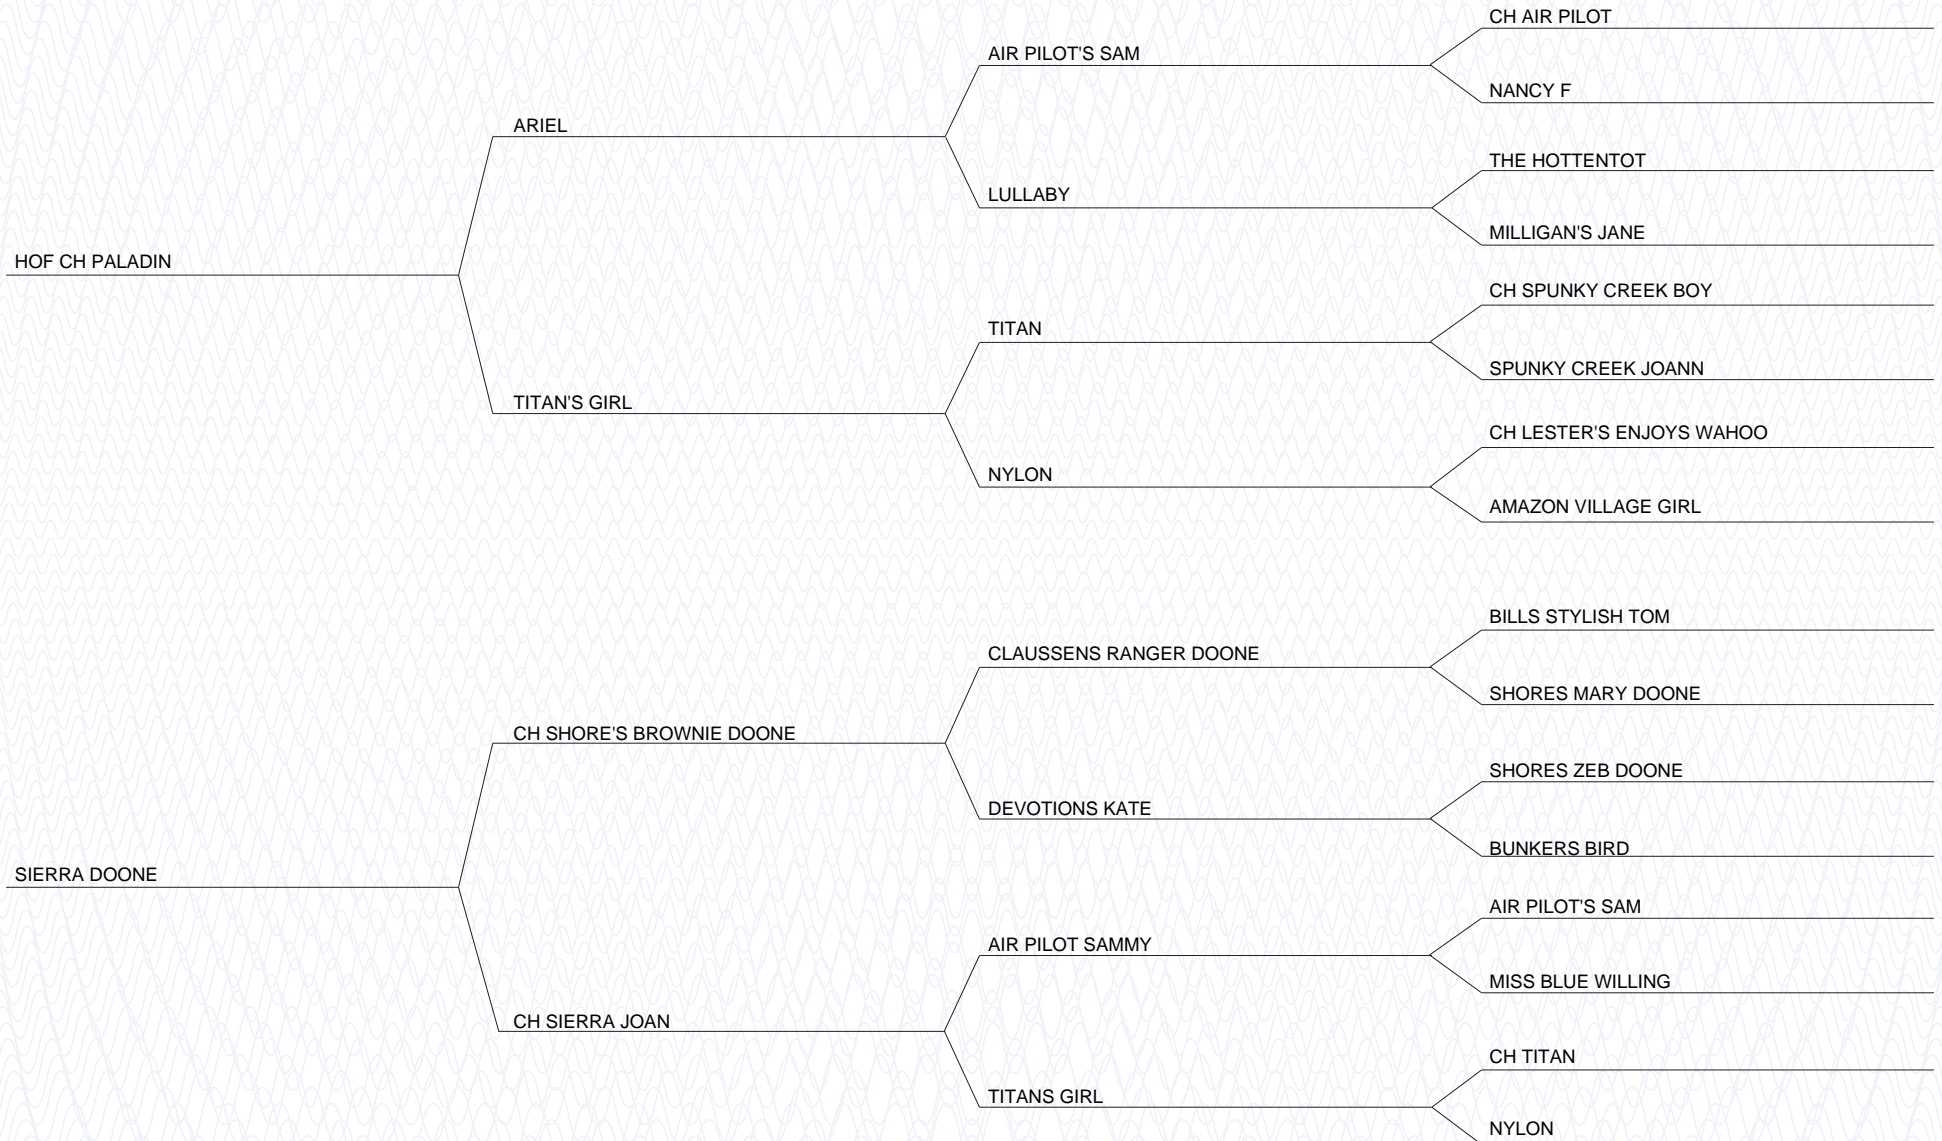 CH AIR PILOT
AIR PILOT'S SAM
NANCY F
ARIEL
THE HOTTENTOT
LULLABY
MILLIGAN'S JANE
HOF CH PALADIN
CH SPUNKY CREEK BOY
TITAN
SPUNKY CREEK JOANN
TITAN'S GIRL
CH LESTER'S ENJOYS WAHOO
NYLON
AMAZON VILLAGE GIRL
BILLS STYLISH TOM
CLAUSSENS RANGER DOONE
SHORES MARY DOONE
CH SHORE'S BROWNIE DOONE
SHORES ZEB DOONE
DEVOTIONS KATE
BUNKERS BIRD
SIERRA DOONE
AIR PILOT'S SAM
AIR PILOT SAMMY
MISS BLUE WILLING
CH SIERRA JOAN
CH TITAN
TITANS GIRL
NYLON